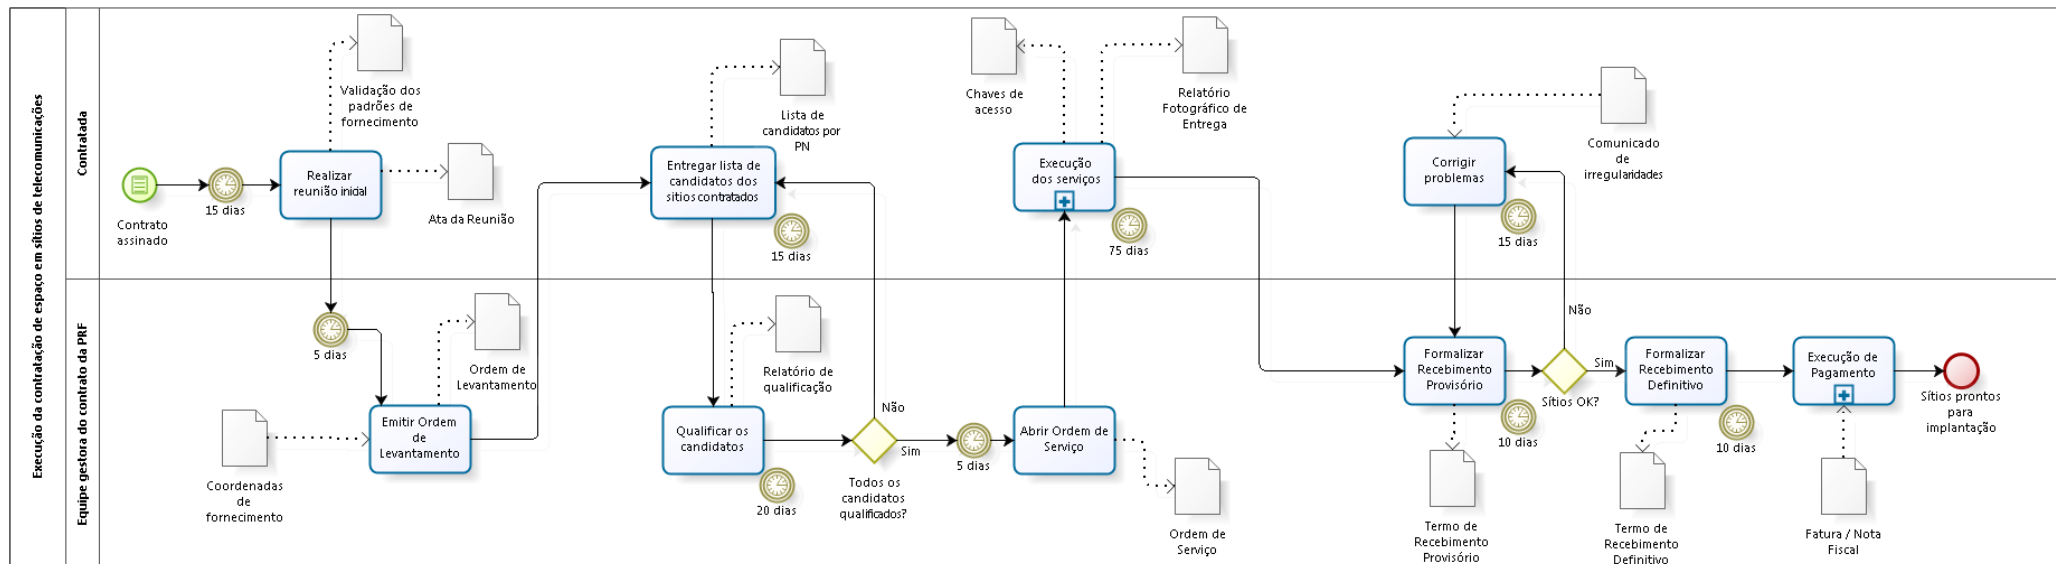 Execução da contratação de espaço em sítios de telecomunicações
Contratada
Contrato
assinado
15 dias
Realizar
reunião inicial
Validação dos
padrões de
fornecimento
Ata da Reunião
Entregar lista de
candidatos dos
sitios contratados
15 dias
Lista de
candidatos por
PN
Execução
dos serviços
75 dias
Chaves de
acesso
Relatório
Fotográfico de
Entrega
Corrigir
problemas
15 dias
Comunicado
de
irregularidades
Equipe gestora do contrato da PRF
5 dias
Emitir Ordem
de
Levantamento
Ordem de
Levantamento
Coordenadas
de
fornecimento
Qualificar os
candidatos
20 dias
Relatório de
qualificação
Todos os
candidatos
qualificados?
Não
Sim
5 dias
Abrir Ordem de
Serviço
Ordem de
Serviço
Formalizar
Recebimento
Provisório
10 dias
Termo de
Recebimento
Provisório
Sítios OK?
Não
Sim
Formalizar
Recebimento
Definitivo
10 dias
Termo de
Recebimento
Definitivo
Execução de
Pagamento
Fatura / Nota
Fiscal
Sítios prontos
para
implantação